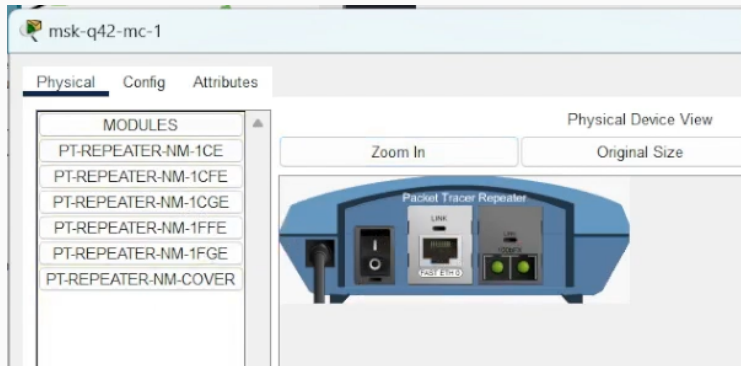 msk-q42-mc-1
Physical Config Attributes
MODULES
PT-REPEATER-NM-1CE
PT-REPEATER-NM-1CFE
PT-REPEATER-NM-1CGE
PT-REPEATER-NM-1FFE
PT-REPEATER-NM-1FGE
PT-REPEATER-NM-COVER
Physical Device View
Zoom In Original Size
Packet Tracer Repeater
LINK
FAST ETH 0
LINK